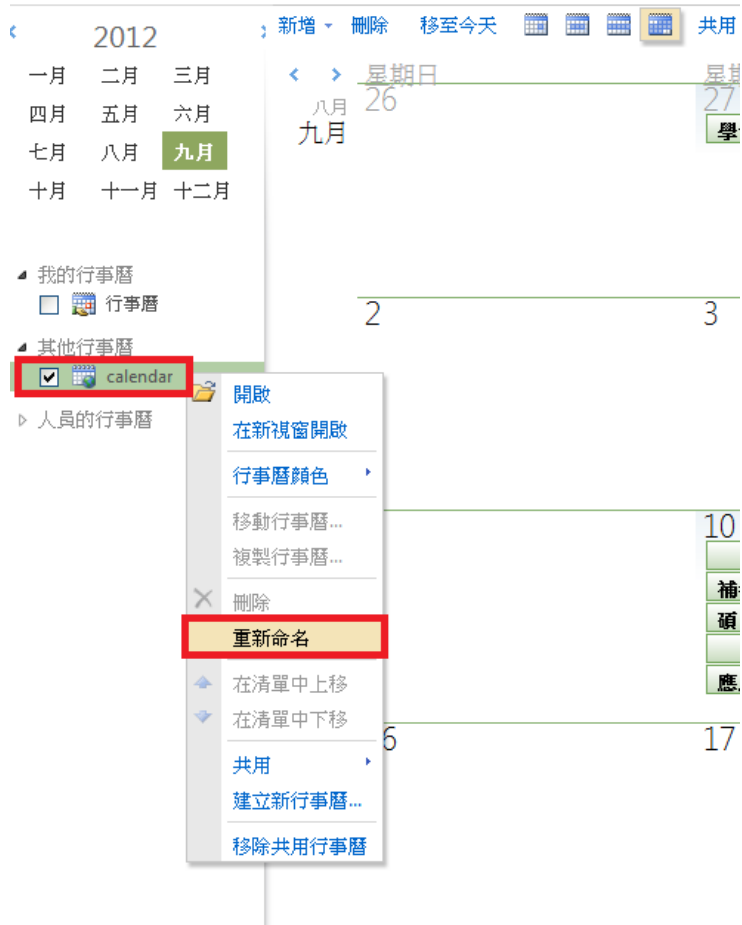 2012
一月 二月 三月
四月 五月 六月
七月 八月 九月
十月 十一月 十二月
我的行事曆
行事曆
其他行事曆
calendar
人員的行事曆
新增 刪除 移至今天 共用
星期日 星
八月 26 27
九月
學
2 3
10
補
碩
應
6 17
開啟
在新視窗開啟
行事曆顏色
移動行事曆...
複製行事曆...
刪除
重新命名
在清單中上移
在清單中下移
共用
建立新行事曆...
移除共用行事曆